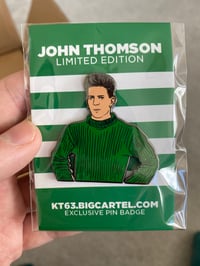 JOHN THOMSON
LIMITED EDITION
KT63.BIGCARTEL.COM
EXCLUSIVE PIN BADGE